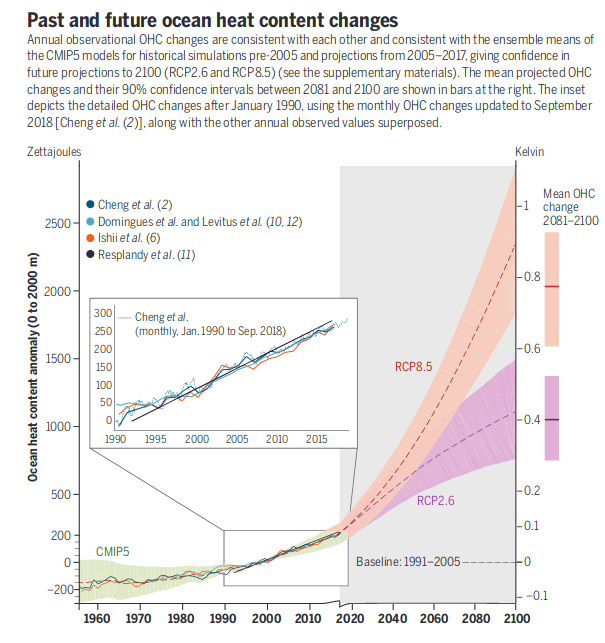 Past and future ocean heat content changes
Annual observational OHC changes are consistent with each other and consistent with the ensemble means of
the CMIP5 models for historical simulations pre-2005 and projections from 2005–2017, giving confidence in
future projections to 2100 (RCP2.6 and RCP8.5) (see the supplementary materials). The mean projected OHC
changes and their 90% confidence intervals between 2081 and 2100 are shown in bars at the right. The inset
depicts the detailed OHC changes after January 1990, using the monthly OHC changes updated to September
2018 [Cheng et al. (2)], along with the other annual observed values superposed.
Zettajoules
Kelvin
Cheng et al. (2)
Domingues et al. and Levitus et al. (10, 12)
Ishii et al. (6)
Resplandy et al. (11)
Mean OHC
change
2081–2100
Ocean heat content anomaly (0 to 2000 m)
2500
2000
1500
1000
500
200
0
−200
1
0.8
0.6
0.4
0.2
0.1
0
−0.1
Cheng et al.
(monthly, Jan. 1990 to Sep. 2018)
300
250
200
150
100
50
0
1990 1995 2000 2005 2010 2015
RCP8.5
RCP2.6
CMIP5
Baseline: 1991–2005
1960 1970 1980 1990 2000 2010 2020 2040 2060 2080 2100